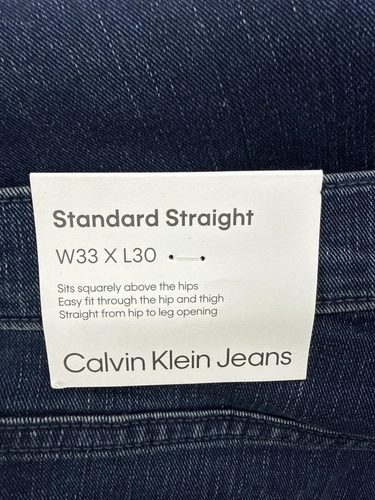 Standard Straight
W33 X L30
Sits squarely above the hips
Easy fit through the hip and thigh
Straight from hip to leg opening
Calvin Klein Jeans